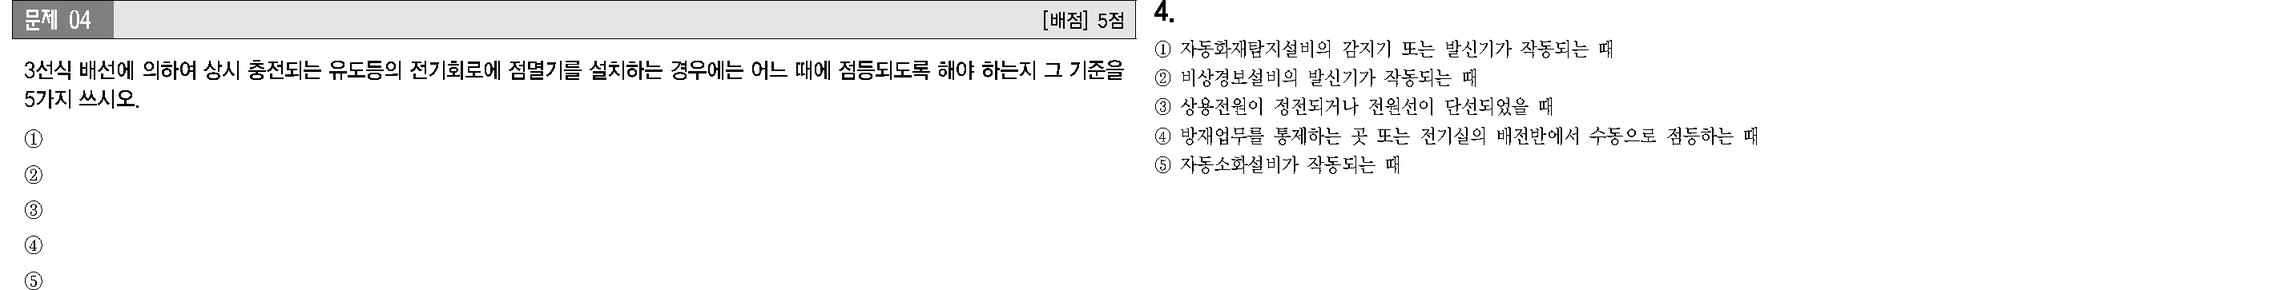 문제 04
[배점] 5점
3선식 배선에 의하여 상시 충전되는 유도등의 전기회로에 점멸기를 설치하는 경우에는 어느 때에 점등되도록 해야 하는지 그 기준을
5가지 쓰시오.
①
②
③
④
⑤
4.
① 자동화재탐지설비의 감지기 또는 발신기가 작동되는 때
② 비상경보설비의 발신기가 작동되는 때
③ 상용전원이 정전되거나 전원선이 단선되었을 때
④ 방재업무를 통제하는 곳 또는 전기실의 배전반에서 수동으로 점등하는 때
⑤ 자동소화설비가 작동되는 때